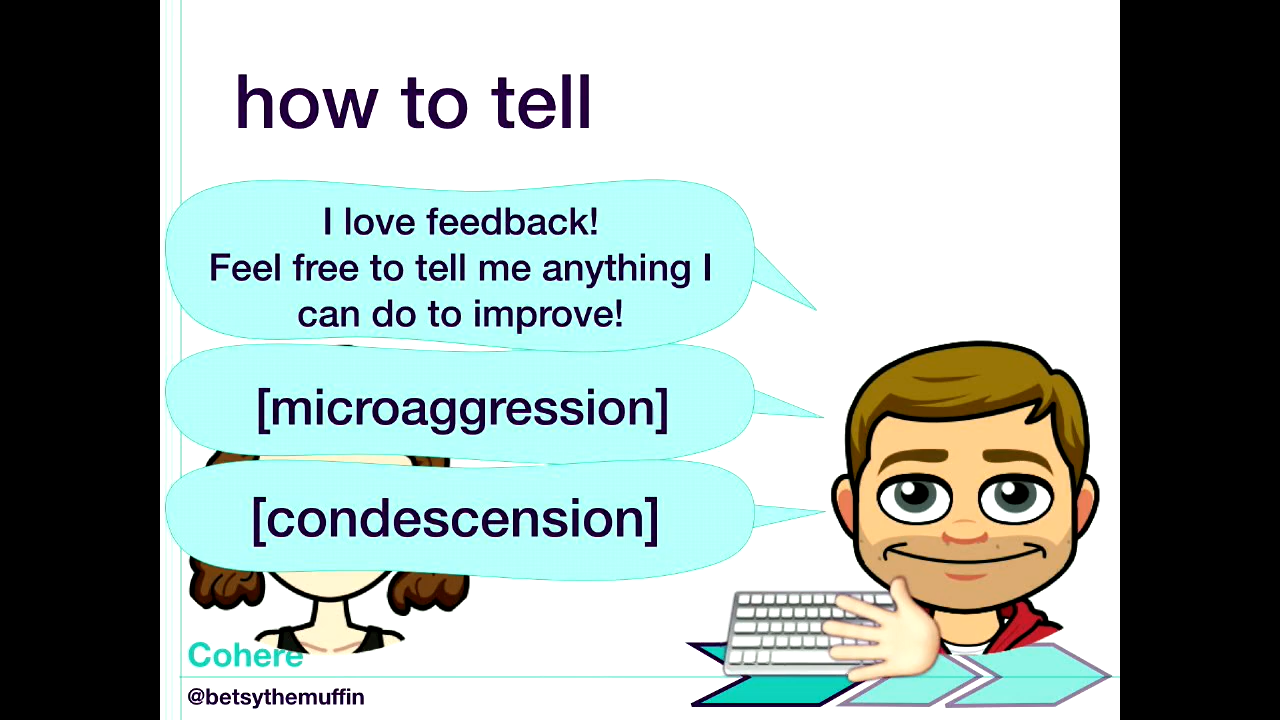 how to tell
I love feedback!
Feel free to tell me anything I
can do to improve!
[microaggression]
[condescension]
Cohere
@betsythemuffin